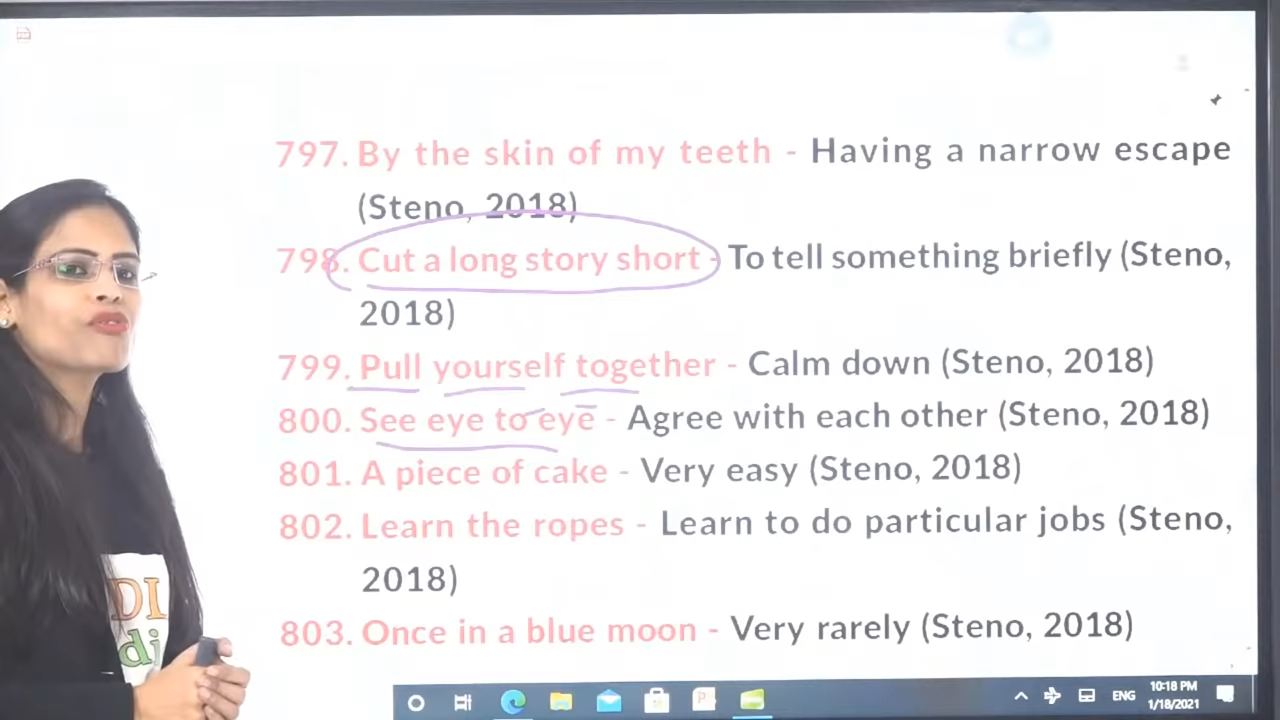 797. By the skin of my teeth - Having a narrow escape
(Steno, 2018)
798. Cut a long story short - To tell something briefly (Steno,
2018)
799. Pull yourself together - Calm down (Steno, 2018)
800. See eye to eye - Agree with each other (Steno, 2018)
801. A piece of cake - Very easy (Steno, 2018)
802. Learn the ropes - Learn to do particular jobs (Steno,
2018)
803. Once in a blue moon - Very rarely (Steno, 2018)
DI
di
ENG
10:18 PM
1/18/2021